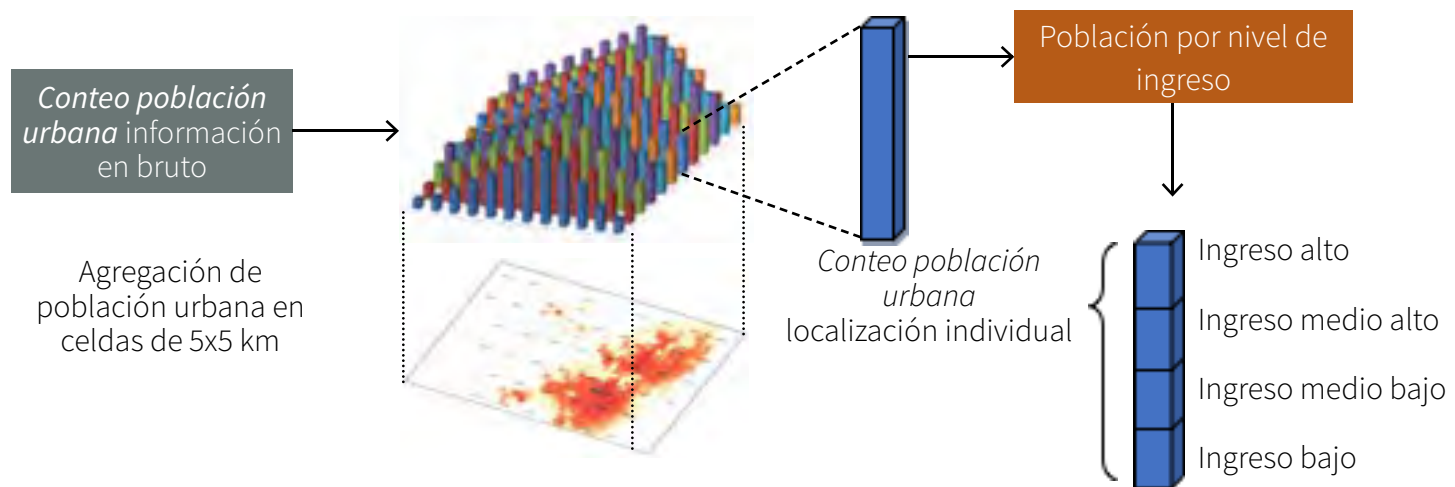 Conteo población
urbana información
en bruto
Agregación de
población urbana en
celdas de 5x5 km
Conteo población
urbana
localización individual
Población por nivel de
ingreso
Ingreso alto
Ingreso medio alto
Ingreso medio bajo
Ingreso bajo